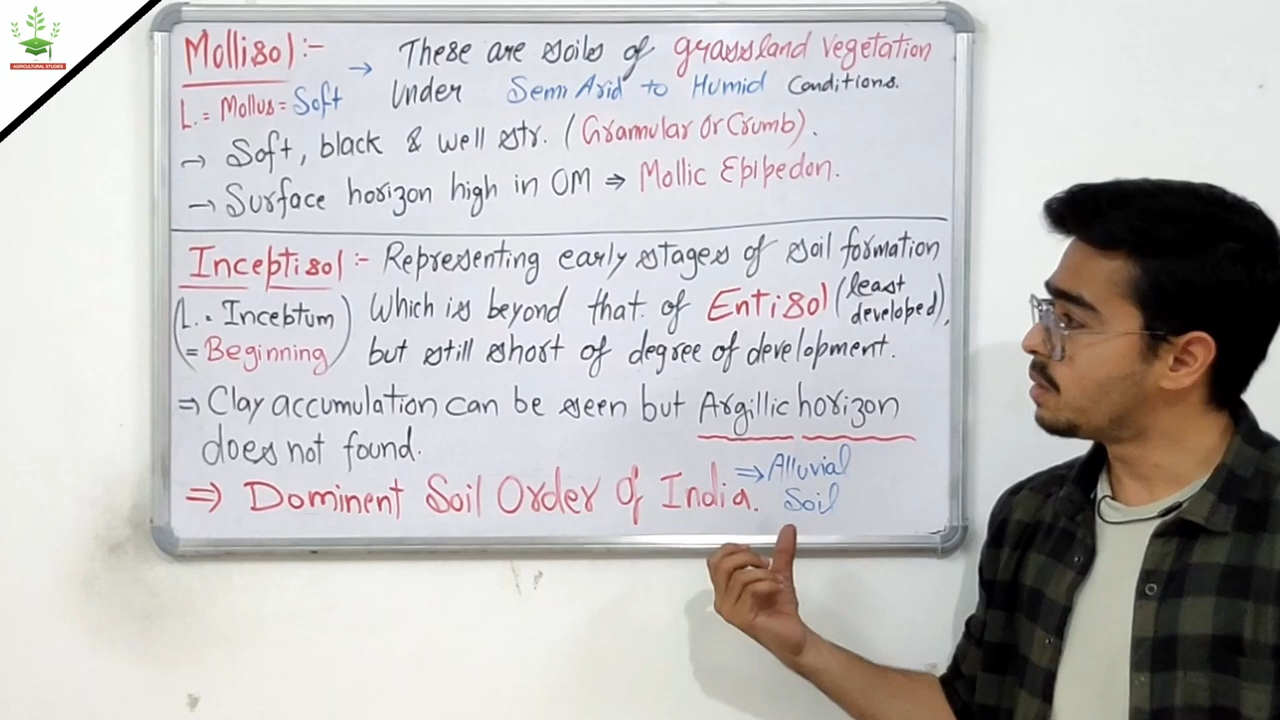 AGRICULTURAL STUDIES
Mollisol :- → These are soils of grassland vegetation
L. = Mollus = Soft Under Semi Arid to Humid Conditions.
→ Soft, black & well str. (Granular Or Crumb).
→ Surface horizon high in OM ⇒ Mollic Epipedon.
Inceptisol :- Representing early stages of soil formation
(L. = Inceptum = Beginning) Which is beyond that of Entisol (least developed),
but still short of degree of development.
⇒ Clay accumulation can be seen but Argillic horizon
does not found.
⇒ Dominent Soil Order Of India. ⇒ Alluvial
Soil